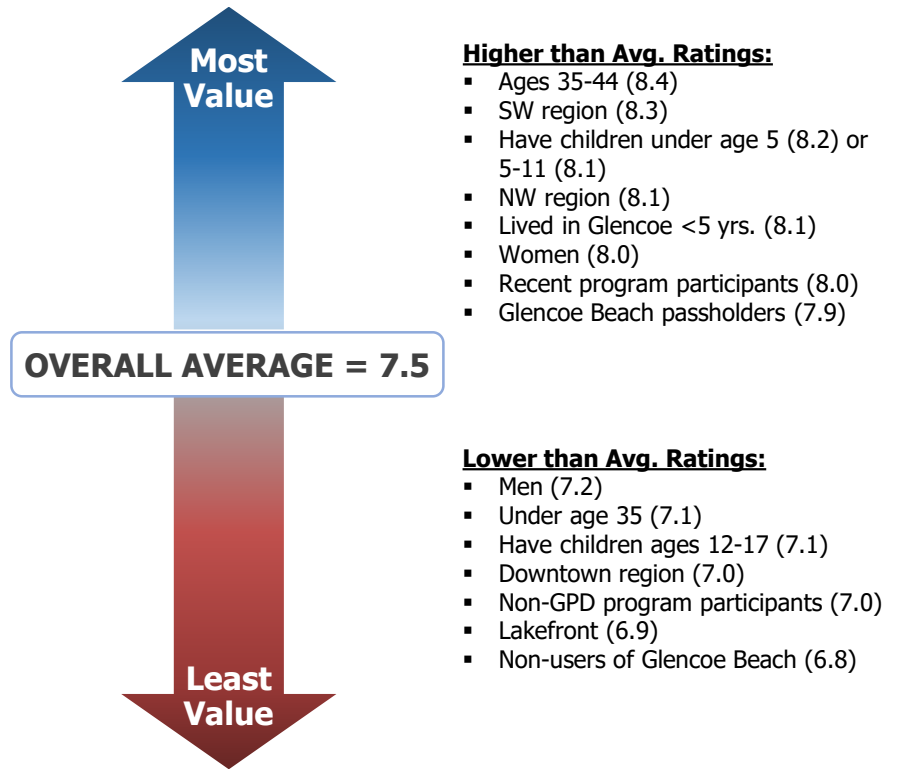 Most
Value
Higher than Avg. Ratings:
▪ Ages 35-44 (8.4)
▪ SW region (8.3)
▪ Have children under age 5 (8.2) or
5-11 (8.1)
▪ NW region (8.1)
▪ Lived in Glencoe <5 yrs. (8.1)
▪ Women (8.0)
▪ Recent program participants (8.0)
▪ Glencoe Beach passholders (7.9)
OVERALL AVERAGE = 7.5
Lower than Avg. Ratings:
▪ Men (7.2)
▪ Under age 35 (7.1)
▪ Have children ages 12-17 (7.1)
▪ Downtown region (7.0)
▪ Non-GPD program participants (7.0)
▪ Lakefront (6.9)
▪ Non-users of Glencoe Beach (6.8)
Least
Value